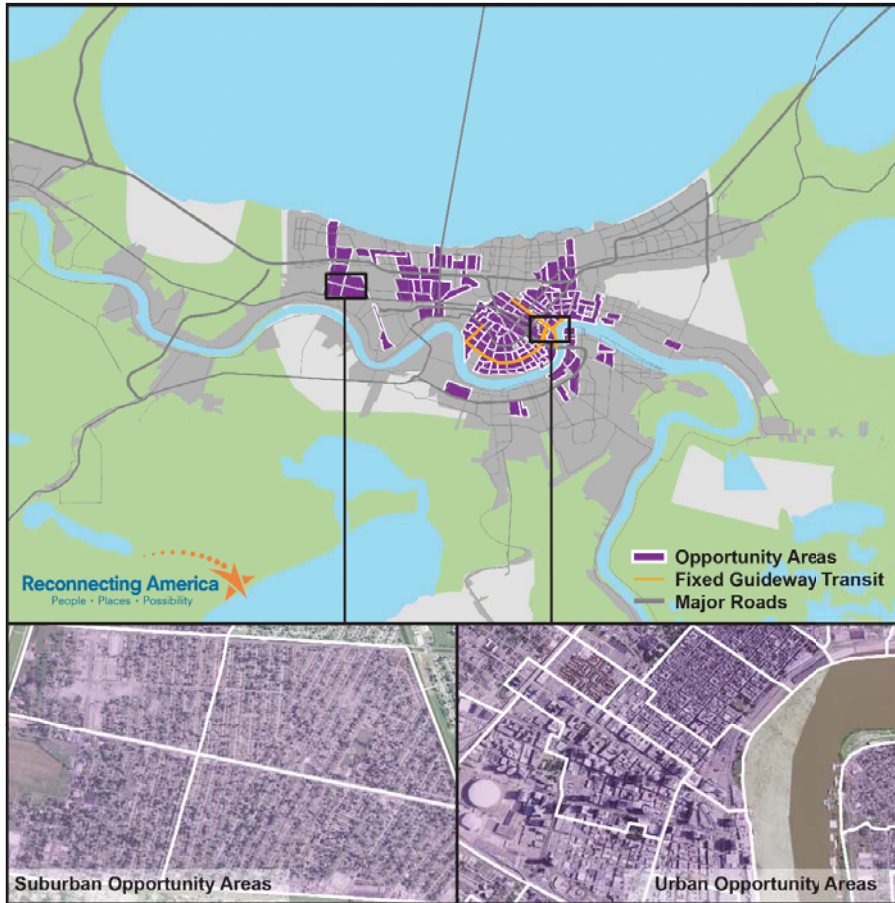 Opportunity Areas
Fixed Guideway Transit
Major Roads
Reconnecting America
People • Places • Possibility
Suburban Opportunity Areas
Urban Opportunity Areas